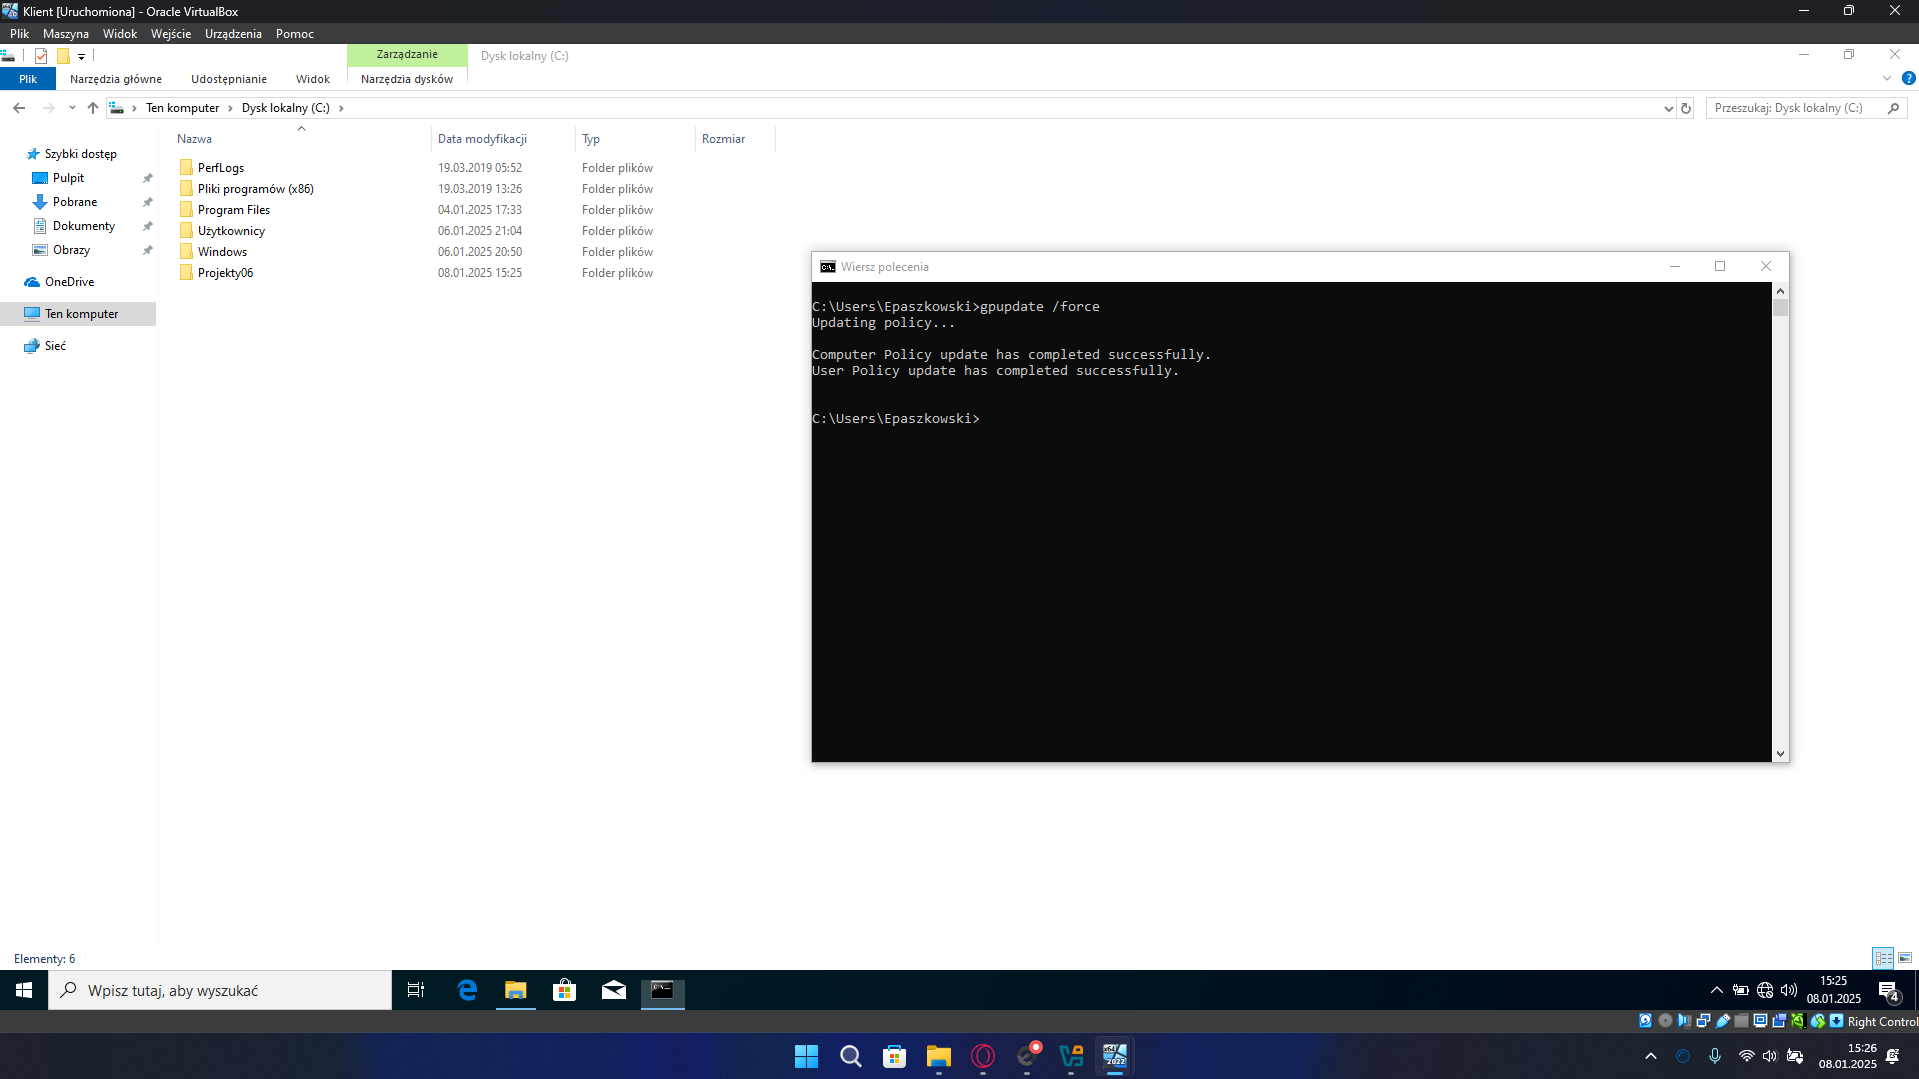 Klient [Uruchomiona] - Oracle VirtualBox
Plik Maszyna Widok Wejście Urządzenia Pomoc
Zarządzanie Dysk lokalny (C:)
Plik Narzędzia główne Udostępnianie Widok Narzędzia dysków
Ten komputer Dysk lokalny (C:) Przeszukaj: Dysk lokalny (C:)
Nazwa Data modyfikacji Typ Rozmiar
Szybki dostęp
Pulpit
Pobrane
Dokumenty
Obrazy
OneDrive
Ten komputer
Sieć
PerfLogs 19.03.2019 05:52 Folder plików
Pliki programów (x86) 19.03.2019 13:26 Folder plików
Program Files 04.01.2025 17:33 Folder plików
Użytkownicy 06.01.2025 21:04 Folder plików
Windows 06.01.2025 20:50 Folder plików
Projekty06 08.01.2025 15:25 Folder plików
Wiersz polecenia
C:\Users\Epaszkowski>gpupdate /force
Updating policy...
Computer Policy update has completed successfully.
User Policy update has completed successfully.
C:\Users\Epaszkowski>
Elementy: 6
Wpisz tutaj, aby wyszukać
15:25
08.01.2025
4
Right Control
15:26
08.01.2025